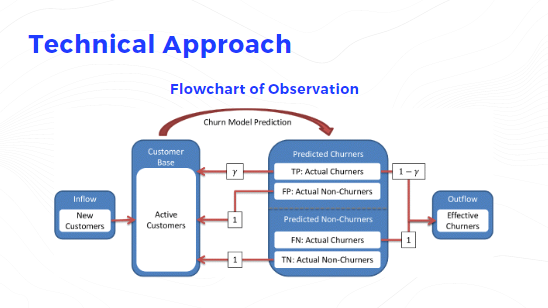 Technical Approach
Flowchart of Observation
Churn Model Prediction
Customer
Base
Active
Customers
Inflow
New
Customers
Predicted Churners
TP: Actual Churners
FP: Actual Non-Churners
Predicted Non-Churners
FN: Actual Churners
TN: Actual Non-Churners
γ
1
1
1 − γ
1
Outflow
Effective
Churners